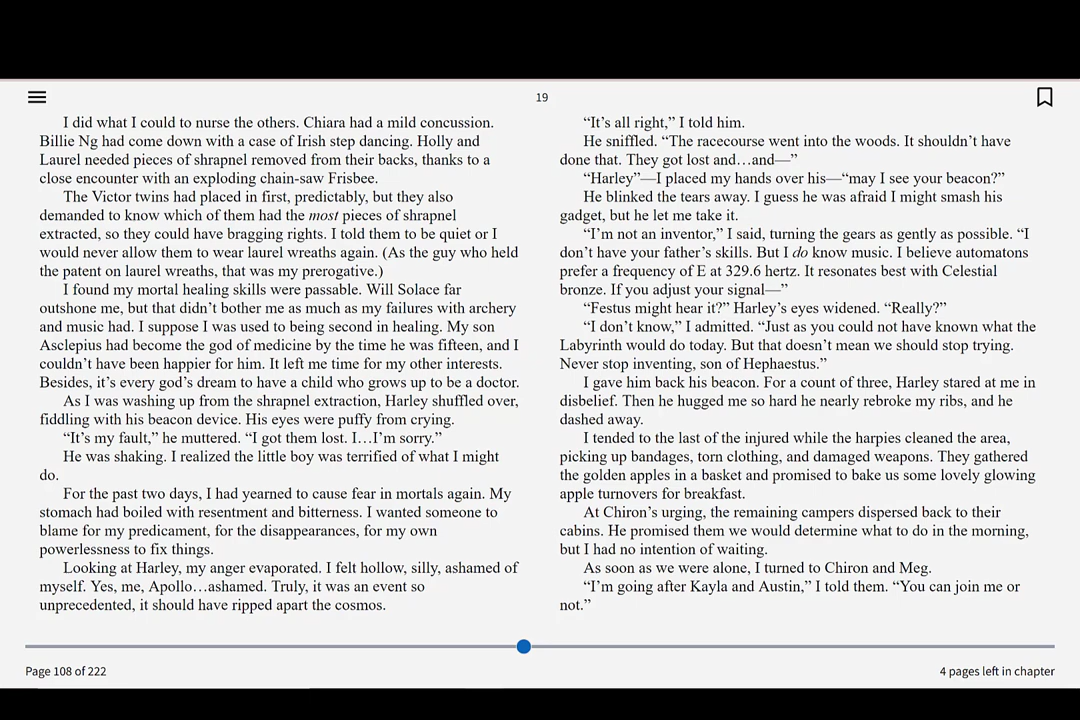 19
I did what I could to nurse the others. Chiara had a mild concussion.
Billie Ng had come down with a case of Irish step dancing. Holly and
Laurel needed pieces of shrapnel removed from their backs, thanks to a
close encounter with an exploding chain-saw Frisbee.
The Victor twins had placed in first, predictably, but they also
demanded to know which of them had the most pieces of shrapnel
extracted, so they could have bragging rights. I told them to be quiet or I
would never allow them to wear laurel wreaths again. (As the guy who held
the patent on laurel wreaths, that was my prerogative.)
I found my mortal healing skills were passable. Will Solace far
outshone me, but that didn’t bother me as much as my failures with archery
and music had. I suppose I was used to being second in healing. My son
Asclepius had become the god of medicine by the time he was fifteen, and I
couldn’t have been happier for him. It left me time for my other interests.
Besides, it’s every god’s dream to have a child who grows up to be a doctor.
As I was washing up from the shrapnel extraction, Harley shuffled over,
fiddling with his beacon device. His eyes were puffy from crying.
“It’s my fault,” he muttered. “I got them lost. I…I’m sorry.”
He was shaking. I realized the little boy was terrified of what I might
do.
For the past two days, I had yearned to cause fear in mortals again. My
stomach had boiled with resentment and bitterness. I wanted someone to
blame for my predicament, for the disappearances, for my own
powerlessness to fix things.
Looking at Harley, my anger evaporated. I felt hollow, silly, ashamed of
myself. Yes, me, Apollo…ashamed. Truly, it was an event so
unprecedented, it should have ripped apart the cosmos.
“It’s all right,” I told him.
He sniffled. “The racecourse went into the woods. It shouldn’t have
done that. They got lost and…and—”
“Harley”—I placed my hands over his—“may I see your beacon?”
He blinked the tears away. I guess he was afraid I might smash his
gadget, but he let me take it.
“I’m not an inventor,” I said, turning the gears as gently as possible. “I
don’t have your father’s skills. But I do know music. I believe automatons
prefer a frequency of E at 329.6 hertz. It resonates best with Celestial
bronze. If you adjust your signal—”
“Festus might hear it?” Harley’s eyes widened. “Really?”
“I don’t know,” I admitted. “Just as you could not have known what the
Labyrinth would do today. But that doesn’t mean we should stop trying.
Never stop inventing, son of Hephaestus.”
I gave him back his beacon. For a count of three, Harley stared at me in
disbelief. Then he hugged me so hard he nearly rebroke my ribs, and he
dashed away.
I tended to the last of the injured while the harpies cleaned the area,
picking up bandages, torn clothing, and damaged weapons. They gathered
the golden apples in a basket and promised to bake us some lovely glowing
apple turnovers for breakfast.
At Chiron’s urging, the remaining campers dispersed back to their
cabins. He promised them we would determine what to do in the morning,
but I had no intention of waiting.
As soon as we were alone, I turned to Chiron and Meg.
“I’m going after Kayla and Austin,” I told them. “You can join me or
not.”
Page 108 of 222
4 pages left in chapter